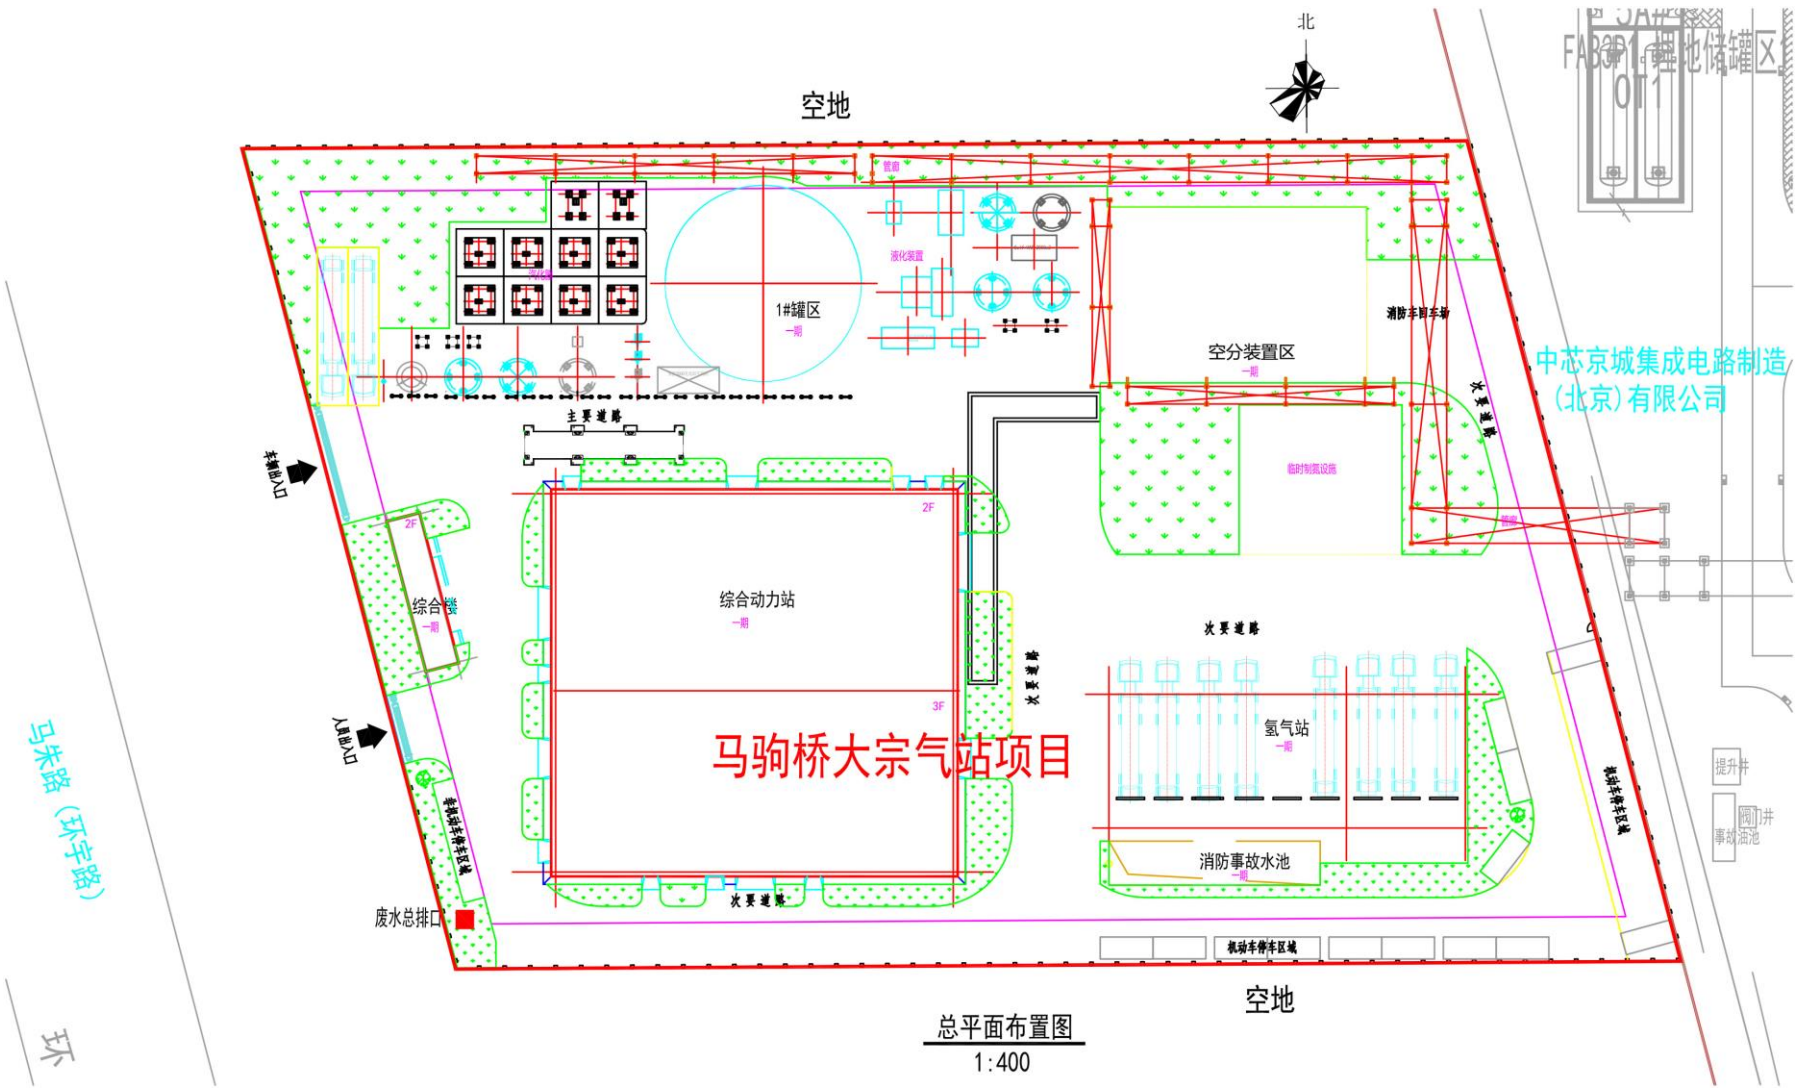 北
5A#
FAB3P1.埋地储罐区1
OT1
空地
管廊
汽化器
液化装置
1#罐区
一期
消防车回车场
空分装置区
一期
中芯京城集成电路制造
(北京)有限公司
次要道路
主要道路
车辆出入口
临时制氮设施
2F
2F
管廊
综合楼
一期
综合动力站
一期
次要道路
次要道路
3F
氢气站
一期
马驹桥大宗气站项目
人员出入口
马朱路（环宇路）
提升井
阀门井
事故油池
机动车停车区域
非机动车停车区域
消防事故水池
一期
次要道路
废水总排口
机动车停车区域
空地
总平面布置图
1:400
环